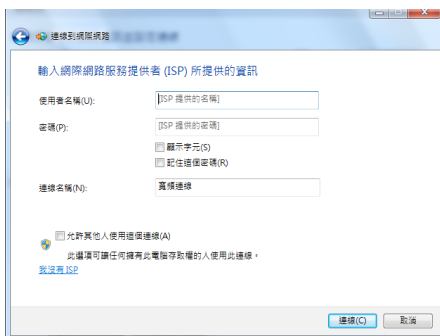 連線到網際網路
輸入網際網路服務提供者 (ISP) 所提供的資訊
使用者名稱(U):
[ISP 提供的名稱]
密碼(P):
[ISP 提供的密碼]
顯示字元(S)
記住這個密碼(R)
連線名稱(N):
寬頻連線
允許其他人使用這個連線(A)
此選項可讓任何擁有此電腦存取權的人使用此連線。
我沒有 ISP
連線(C)
取消